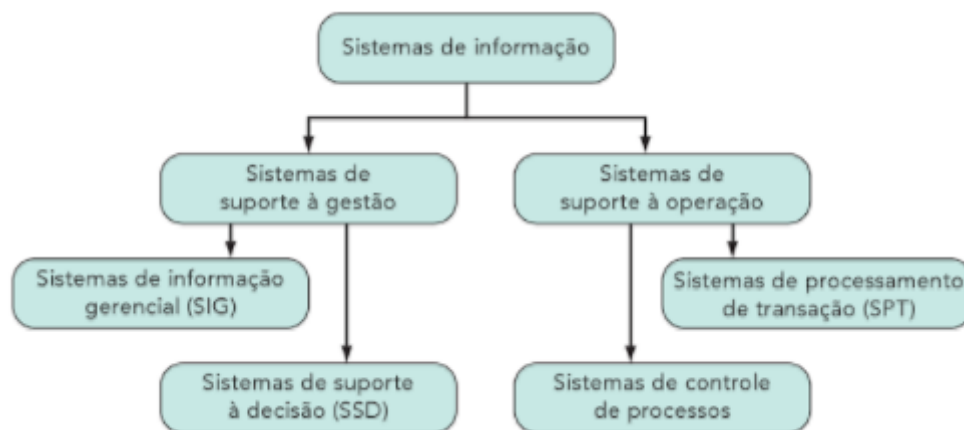 Sistemas de informação
Sistemas de
suporte à gestão
Sistemas de
suporte à operação
Sistemas de informação
gerencial (SIG)
Sistemas de processamento
de transação (SPT)
Sistemas de suporte
à decisão (SSD)
Sistemas de controle
de processos